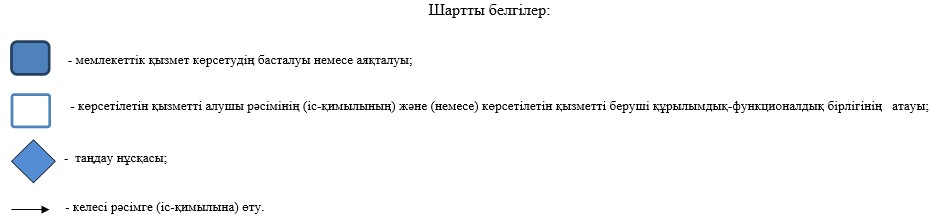 Шартты белгілер:
- мемлекеттік қызмет көрсетудің басталуы немесе аяқталуы;
- көрсетілетін қызметті алушы рәсімінің (іс-қимылының) және (немесе) көрсетілетін қызметті беруші құрылымдық-функционалдық бірлігінің атауы;
- таңдау нұсқасы;
- келесі рәсімге (іс-қимылына) өту.